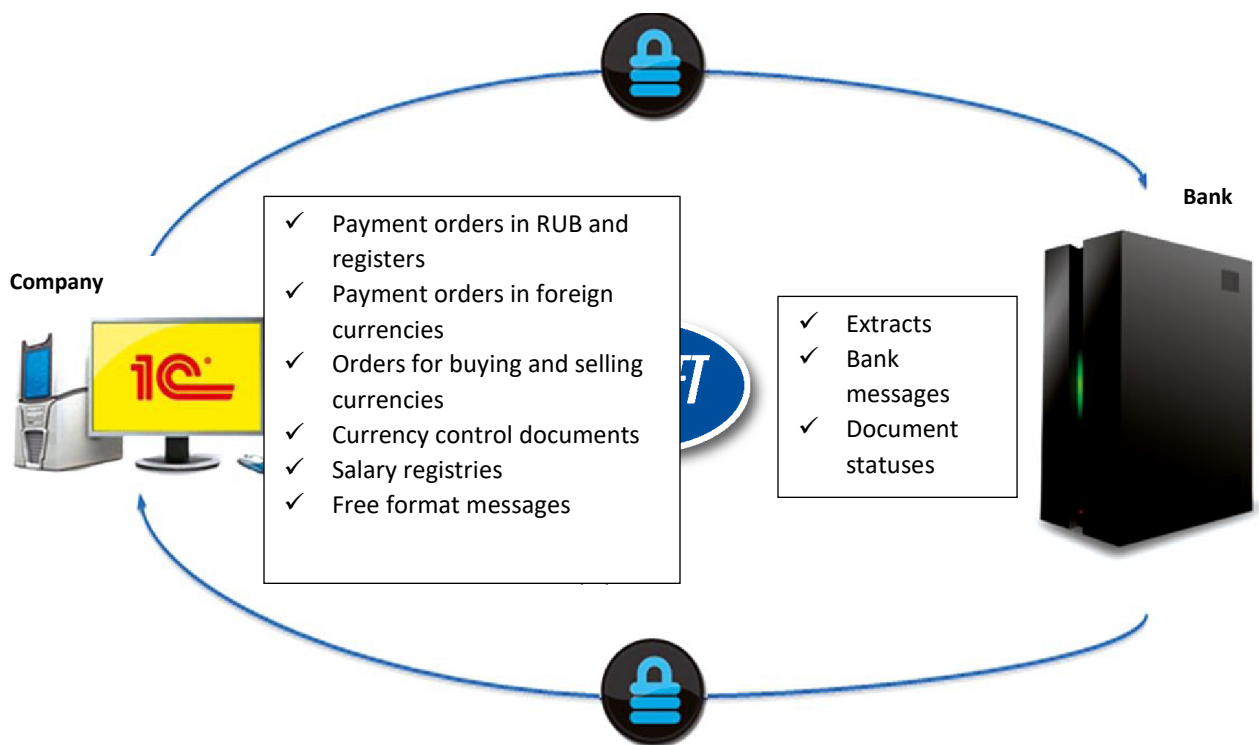 Bank
Company
1C
✓ Payment orders in RUB and
registers
✓ Payment orders in foreign
currencies
✓ Orders for buying and selling
currencies
✓ Currency control documents
✓ Salary registries
✓ Free format messages
FT
✓ Extracts
✓ Bank
messages
✓ Document
statuses